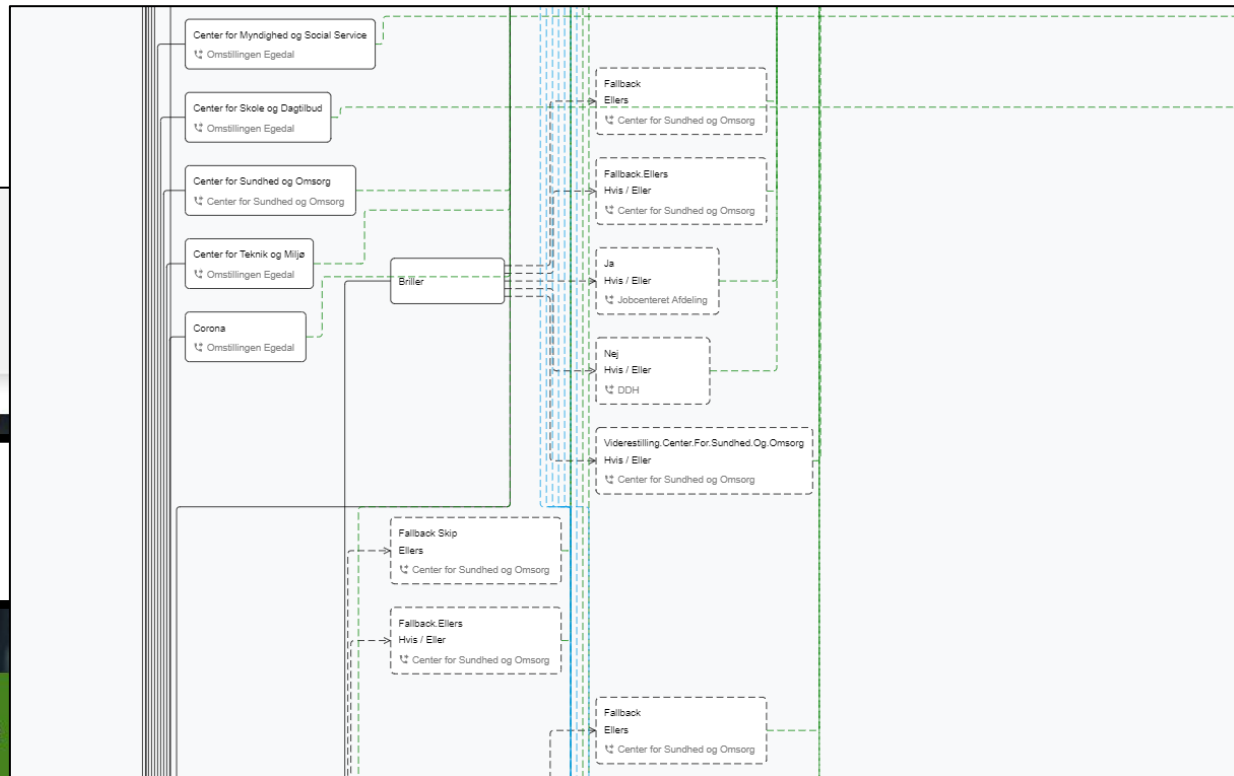 Center for Myndighed og Social Service
Omstillingen Egedal
Center for Skole og Dagtilbud
Omstillingen Egedal
Center for Sundhed og Omsorg
Center for Sundhed og Omsorg
Center for Teknik og Miljø
Omstillingen Egedal
Corona
Omstillingen Egedal
Briller
Fallback
Ellers
Center for Sundhed og Omsorg
Fallback.Ellers
Hvis / Eller
Center for Sundhed og Omsorg
Ja
Hvis / Eller
Jobcenteret Afdeling
Nej
Hvis / Eller
DDH
Viderestilling.Center.For.Sundhed.Og.Omsorg
Hvis / Eller
Center for Sundhed og Omsorg
Fallback Skip
Ellers
Center for Sundhed og Omsorg
Fallback.Ellers
Hvis / Eller
Center for Sundhed og Omsorg
Fallback
Ellers
Center for Sundhed og Omsorg